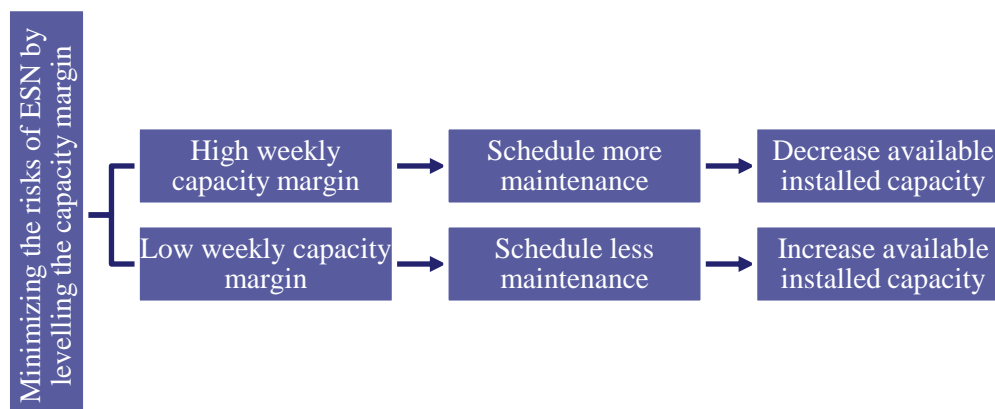 Minimizing the risks of ESN by
levelling the capacity margin
High weekly
capacity margin
Schedule more
maintenance
Decrease available
installed capacity
Low weekly capacity
margin
Schedule less
maintenance
Increase available
installed capacity